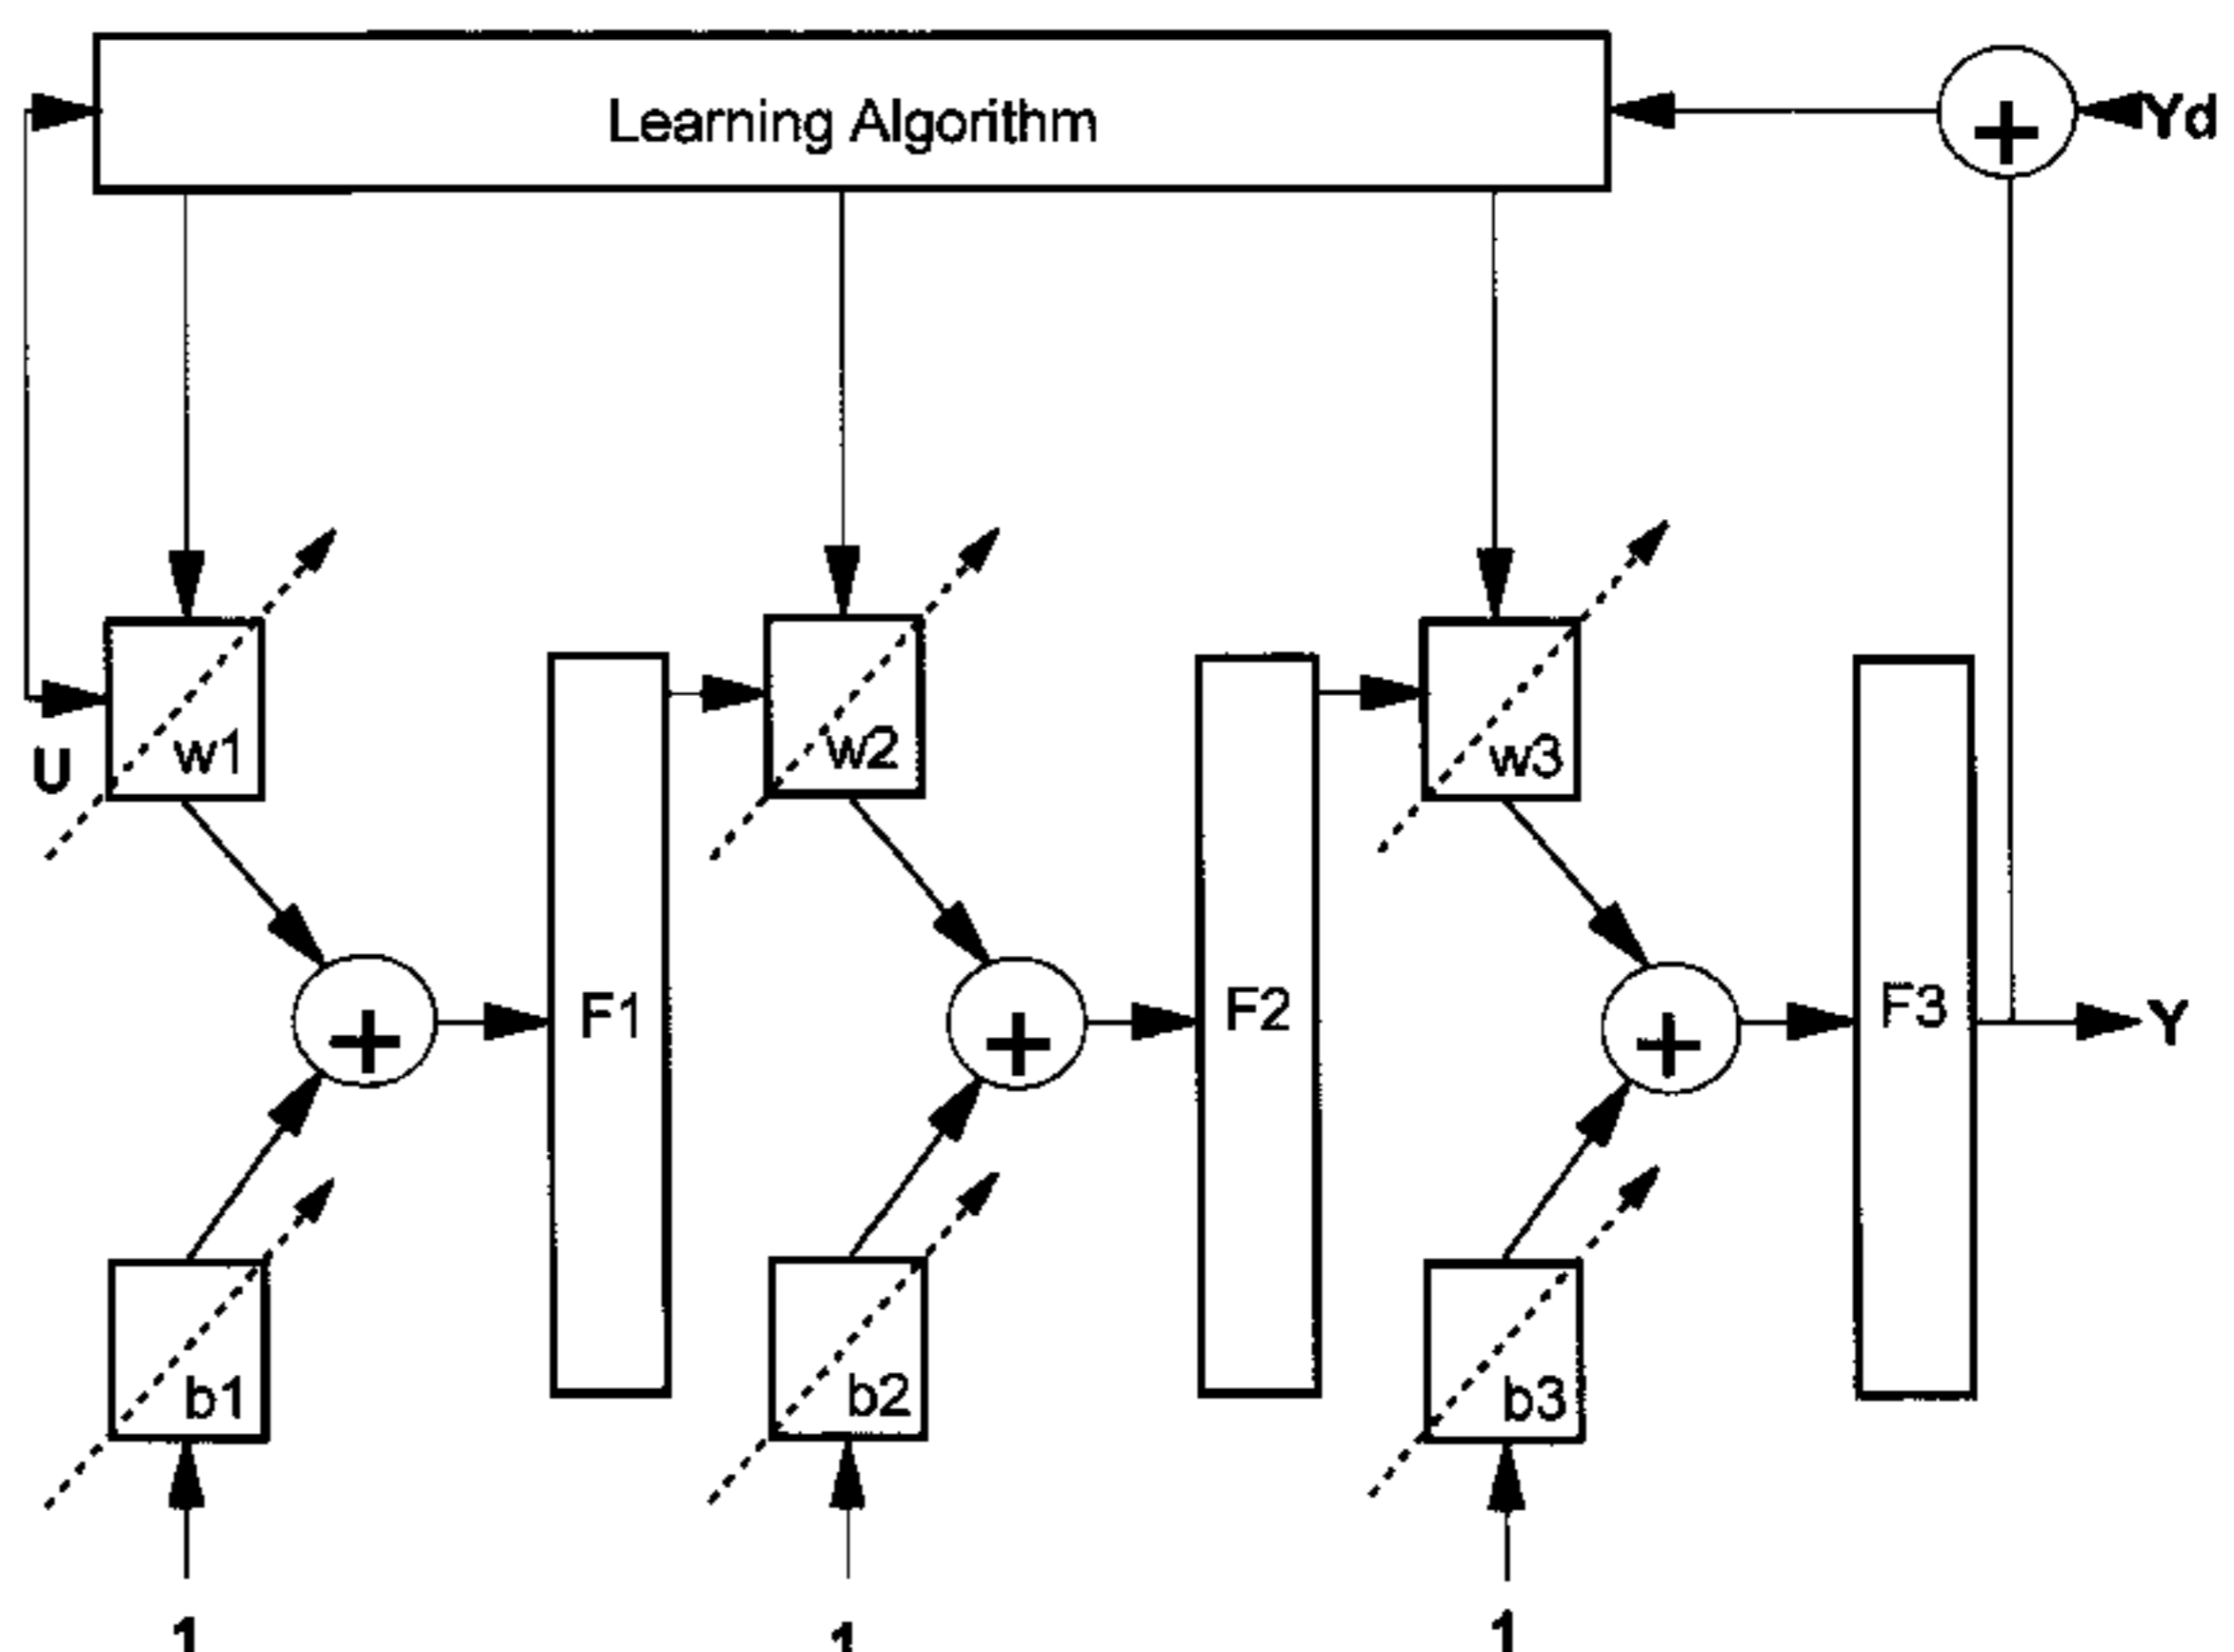 Learning Algorithm
+
Yd
U
w1
w2
w3
+
F1
+
F2
+
F3
Y
b1
b2
b3
1
1
1